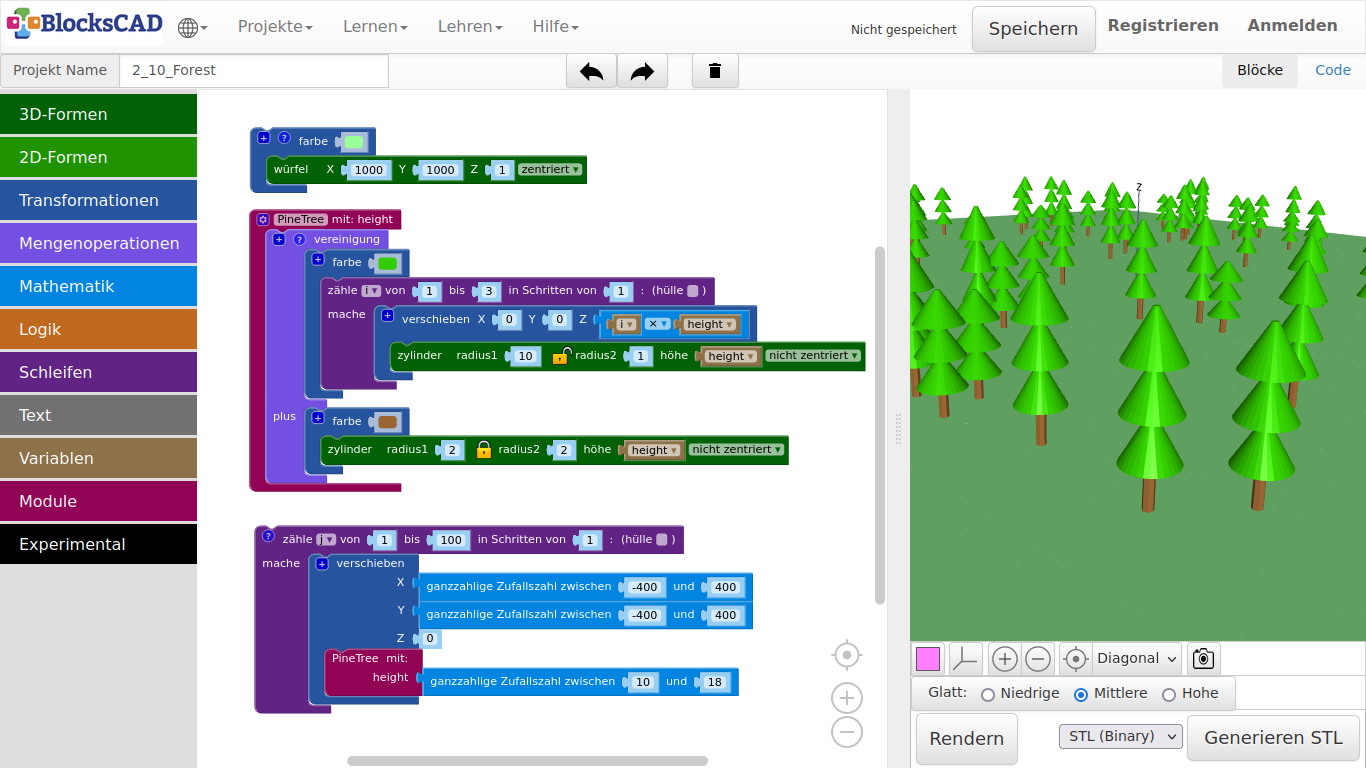 BlocksCAD
Projekte Lernen Lehren Hilfe
Nicht gespeichert
Speichern
Registrieren
Anmelden
Projekt Name 2_10_Forest
Blöcke Code
3D-Formen
2D-Formen
Transformationen
Mengenoperationen
Mathematik
Logik
Schleifen
Text
Variablen
Module
Experimental
+ ? farbe
würfel X 1000 Y 1000 Z 1 zentriert
PineTree mit: height
+ ? vereinigung
+ farbe
zähle i von 1 bis 3 in Schritten von 1 : (hülle )
mache + verschieben X 0 Y 0 Z i × height
zylinder radius1 10 radius2 1 höhe height nicht zentriert
plus + farbe
zylinder radius1 2 radius2 2 höhe height nicht zentriert
? zähle j von 1 bis 100 in Schritten von 1 : (hülle )
mache + verschieben
X ganzzahlige Zufallszahl zwischen -400 und 400
Y ganzzahlige Zufallszahl zwischen -400 und 400
Z 0
PineTree mit:
height ganzzahlige Zufallszahl zwischen 10 und 18
z
Diagonal
Glatt: Niedrige Mittlere Hohe
Rendern
STL (Binary)
Generieren STL